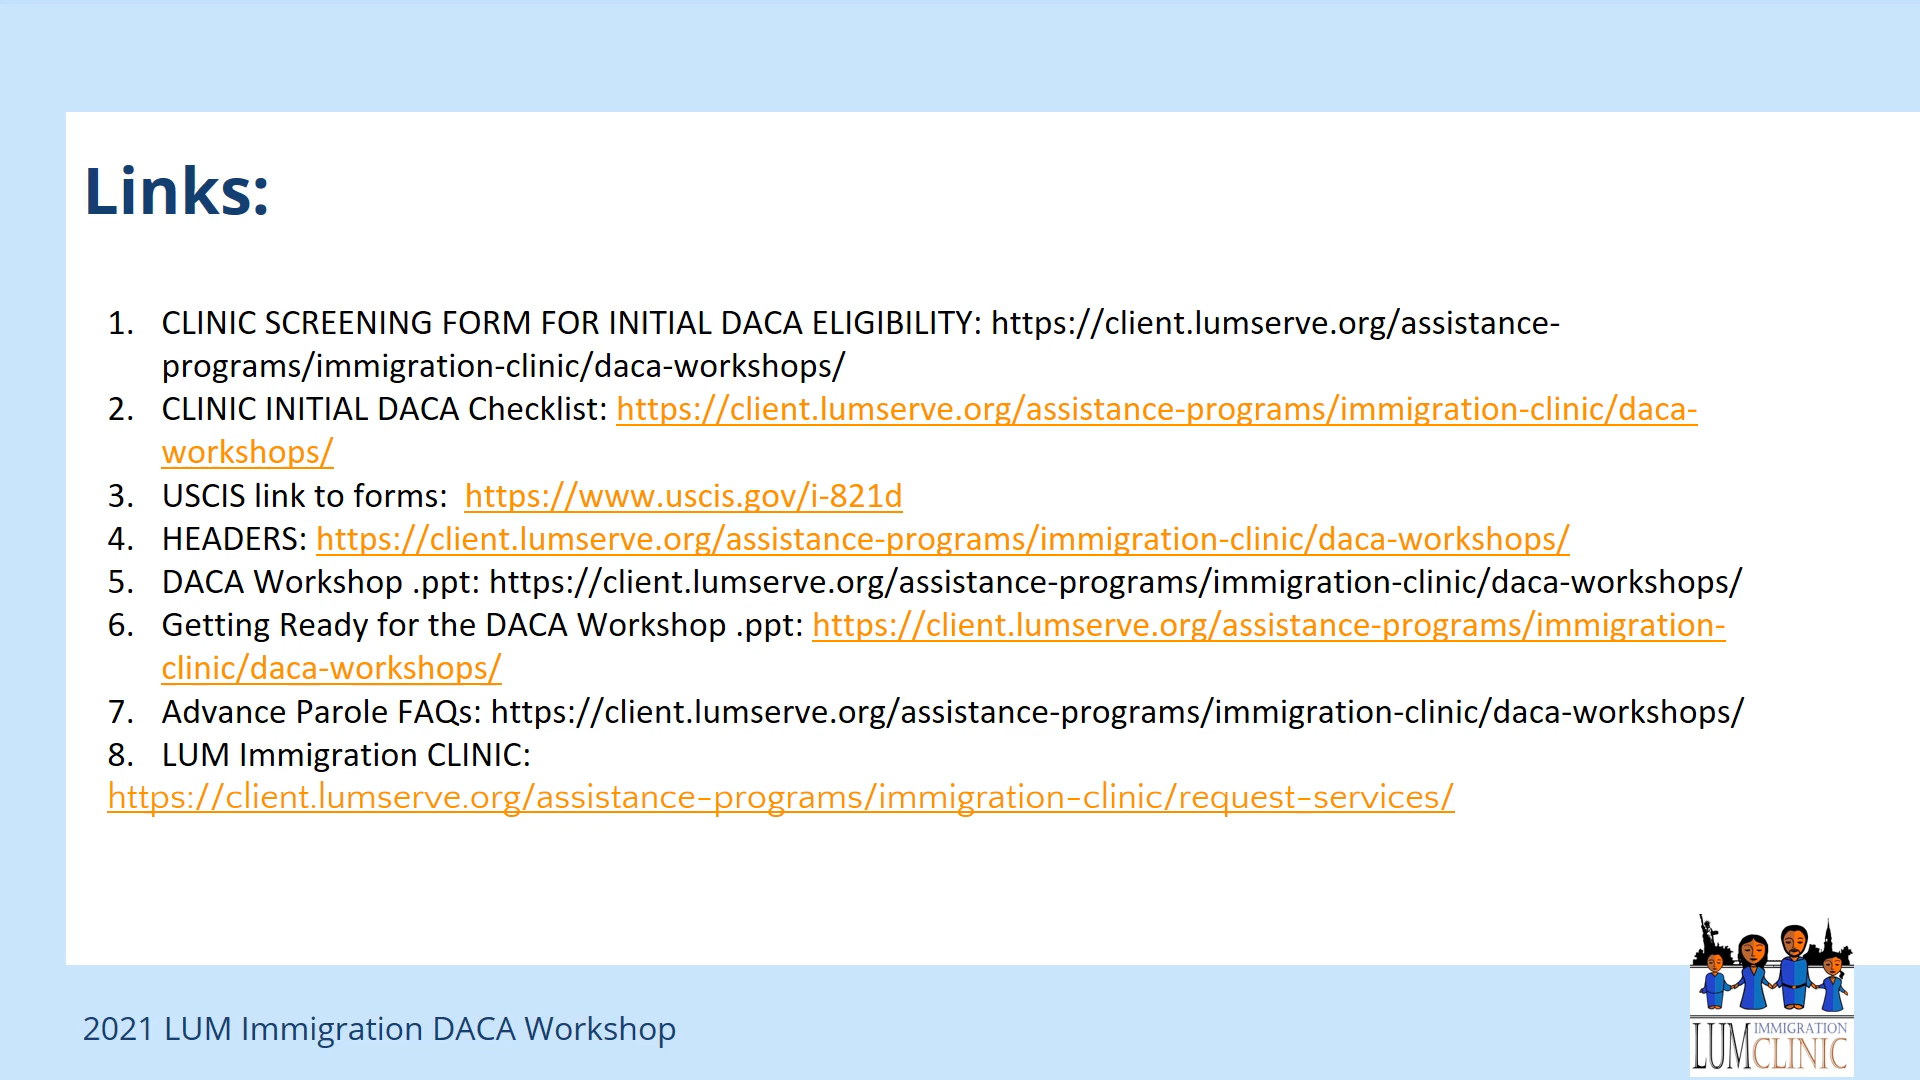 Links:
1. CLINIC SCREENING FORM FOR INITIAL DACA ELIGIBILITY: https://client.lumserve.org/assistance-
programs/immigration-clinic/daca-workshops/
2. CLINIC INITIAL DACA Checklist: https://client.lumserve.org/assistance-programs/immigration-clinic/daca-
workshops/
3. USCIS link to forms: https://www.uscis.gov/i-821d
4. HEADERS: https://client.lumserve.org/assistance-programs/immigration-clinic/daca-workshops/
5. DACA Workshop .ppt: https://client.lumserve.org/assistance-programs/immigration-clinic/daca-workshops/
6. Getting Ready for the DACA Workshop .ppt: https://client.lumserve.org/assistance-programs/immigration-
clinic/daca-workshops/
7. Advance Parole FAQs: https://client.lumserve.org/assistance-programs/immigration-clinic/daca-workshops/
8. LUM Immigration CLINIC:
https://client.lumserve.org/assistance-programs/immigration-clinic/request-services/
2021 LUM Immigration DACA Workshop
LUM IMMIGRATION
CLINIC